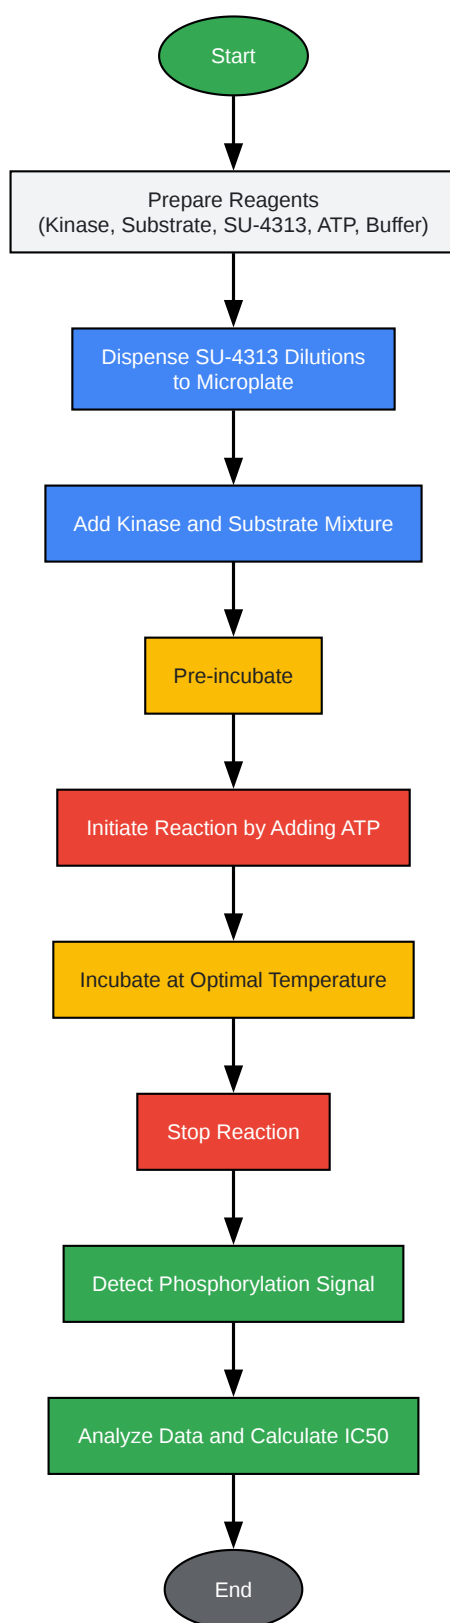 Start
Prepare Reagents
(Kinase, Substrate, SU-4313, ATP, Buffer)
Dispense SU-4313 Dilutions
to Microplate
Add Kinase and Substrate Mixture
Pre-incubate
Initiate Reaction by Adding ATP
Incubate at Optimal Temperature
Stop Reaction
Detect Phosphorylation Signal
Analyze Data and Calculate IC50
End